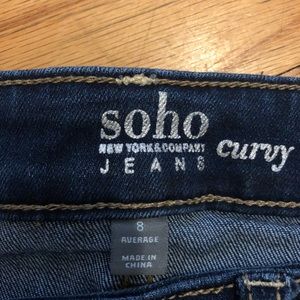 soho
NEW YORK & COMPANY
JEANS
curvy
8
AVERAGE
MADE IN
CHINA